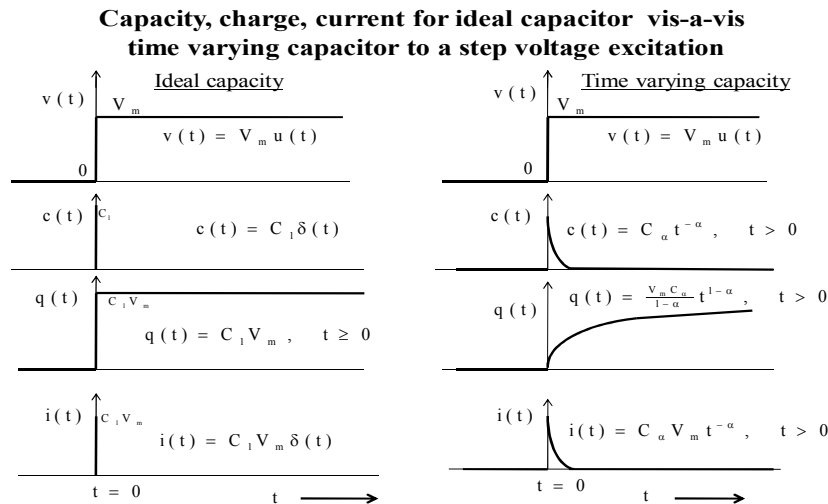 Capacity, charge, current for ideal capacitor vis-a-vis
time varying capacitor to a step voltage excitation
Ideal capacity
v(t)
V_m
v(t) = V_m u(t)
0
c(t)
C_1
c(t) = C_1 δ(t)
q(t)
C_1 V_m
q(t) = C_1 V_m , t ≥ 0
i(t)
C_1 V_m
i(t) = C_1 V_m δ(t)
t = 0
t
Time varying capacity
v(t)
V_m
v(t) = V_m u(t)
0
c(t)
c(t) = C_α t^{-α} , t > 0
q(t)
q(t) = \frac{V_m C_α}{1-α} t^{1-α} , t > 0
i(t)
i(t) = C_α V_m t^{-α} , t > 0
t = 0
t